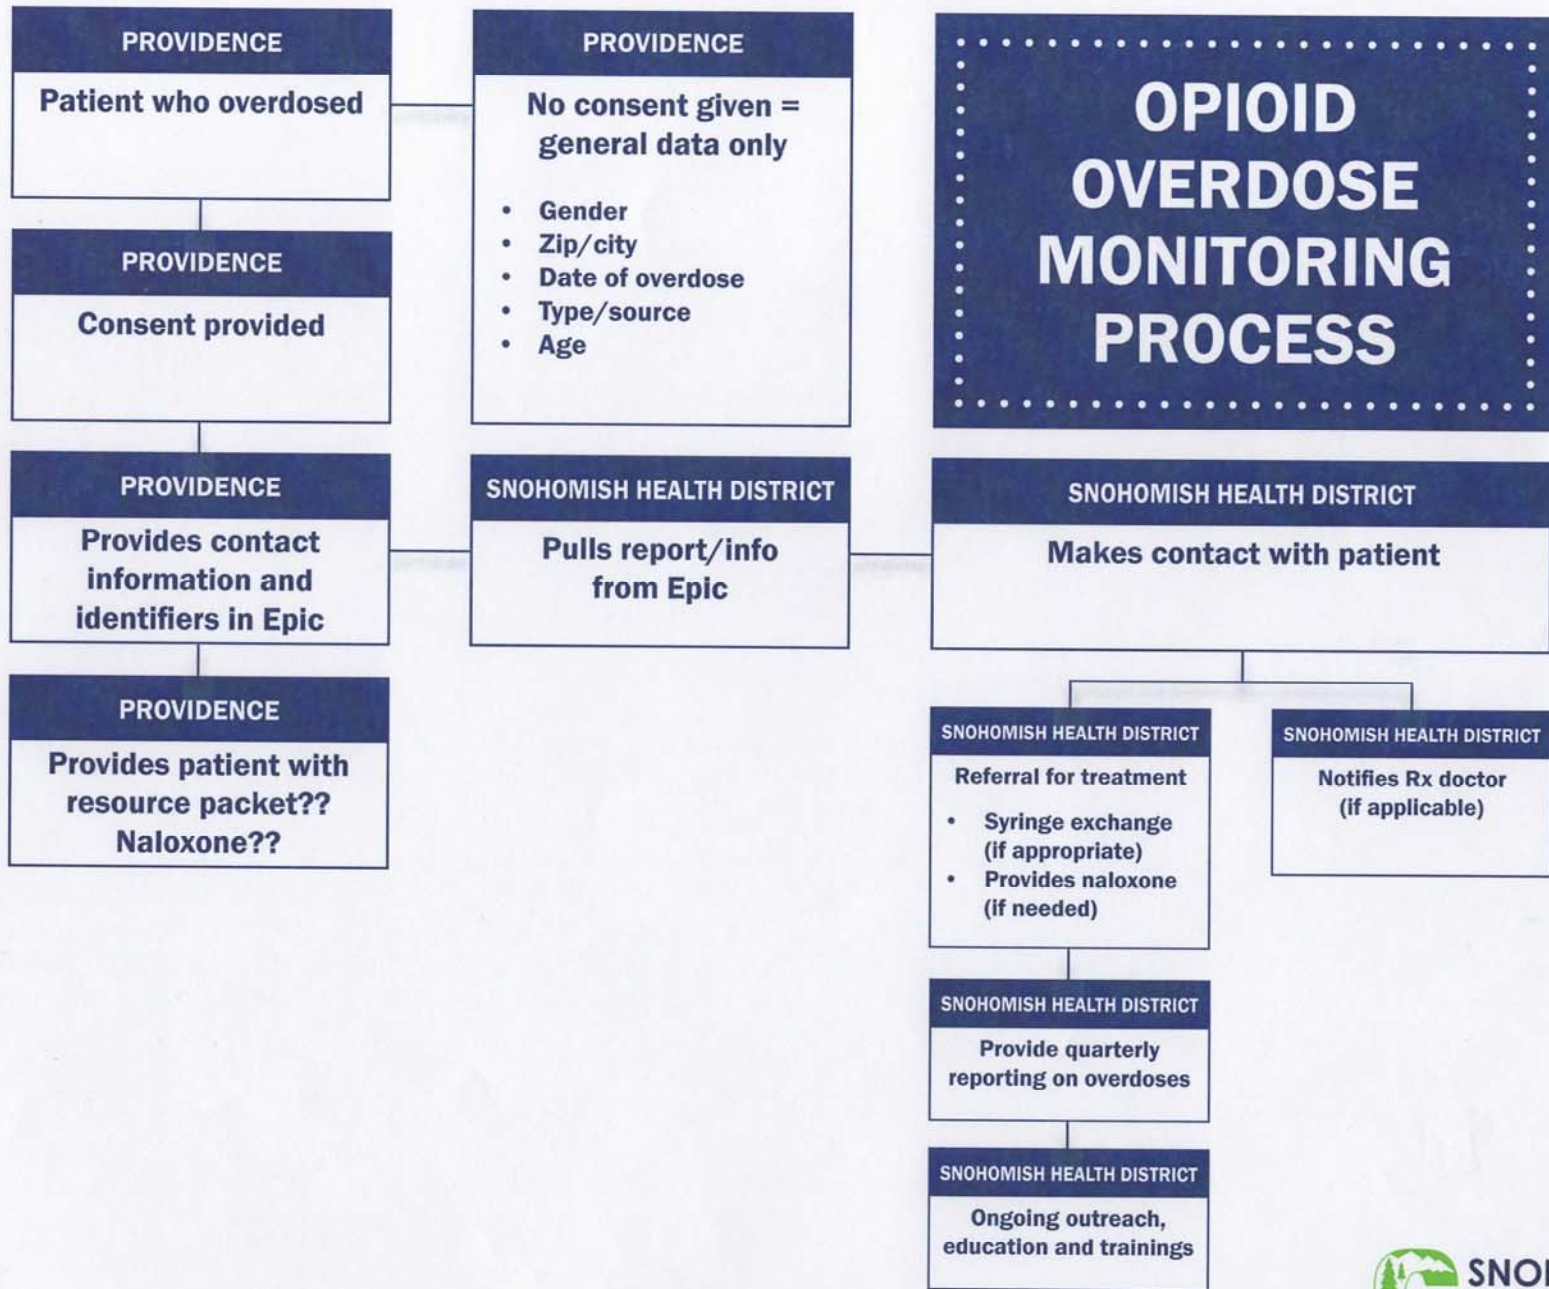 PROVIDENCE
Patient who overdosed
PROVIDENCE
No consent given =
general data only
• Gender
• Zip/city
• Date of overdose
• Type/source
• Age
OPIOID
OVERDOSE
MONITORING
PROCESS
PROVIDENCE
Consent provided
PROVIDENCE
Provides contact
information and
identifiers in Epic
SNOHOMISH HEALTH DISTRICT
Pulls report/info
from Epic
SNOHOMISH HEALTH DISTRICT
Makes contact with patient
PROVIDENCE
Provides patient with
resource packet??
Naloxone??
SNOHOMISH HEALTH DISTRICT
Referral for treatment
• Syringe exchange
(if appropriate)
• Provides naloxone
(if needed)
SNOHOMISH HEALTH DISTRICT
Notifies Rx doctor
(if applicable)
SNOHOMISH HEALTH DISTRICT
Provide quarterly
reporting on overdoses
SNOHOMISH HEALTH DISTRICT
Ongoing outreach,
education and trainings